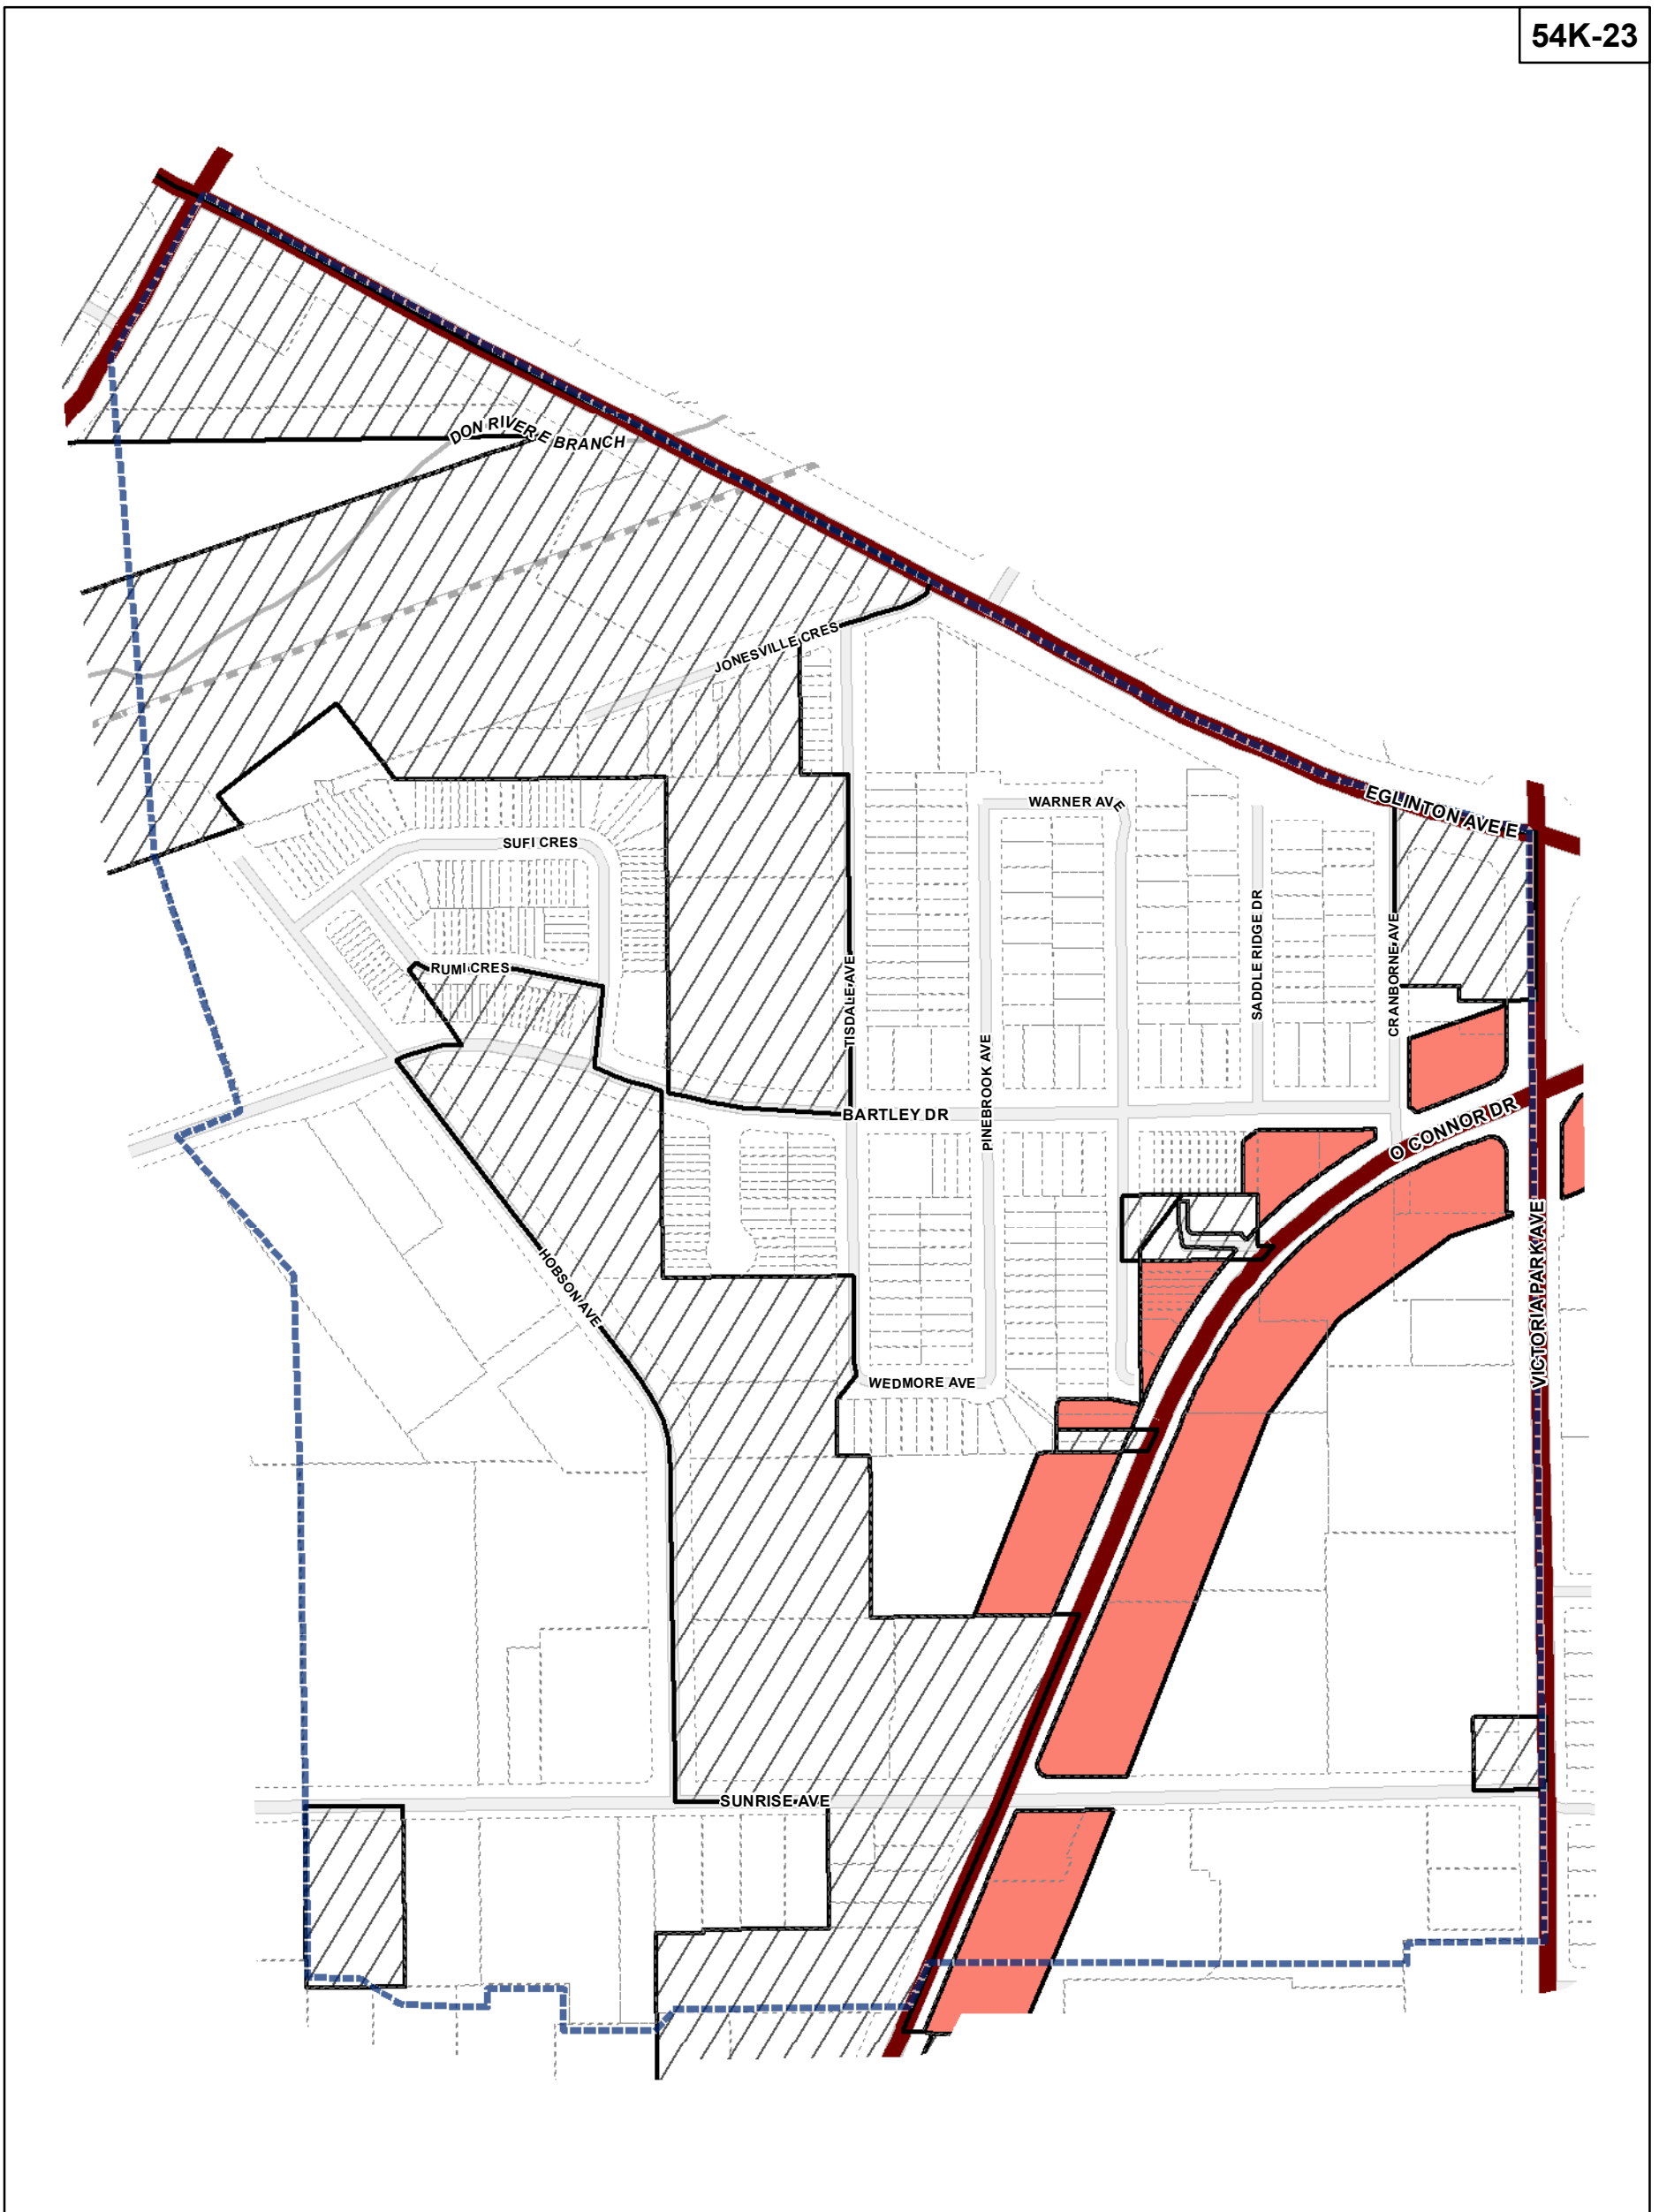 54K-23
DON RIVER E BRANCH
JONESVILLE CRES
EGLINTON AVE E
WARNER AVE
SUFI CRES
SADDLE RIDGE DR
CRANBORNE AVE
RUMI CRES
TISDALE AVE
PINEBROOK AVE
BARTLEY DR
O CONNOR DR
HOBSON AVE
VICTORIA PARK AVE
WEDMORE AVE
SUNRISE AVE